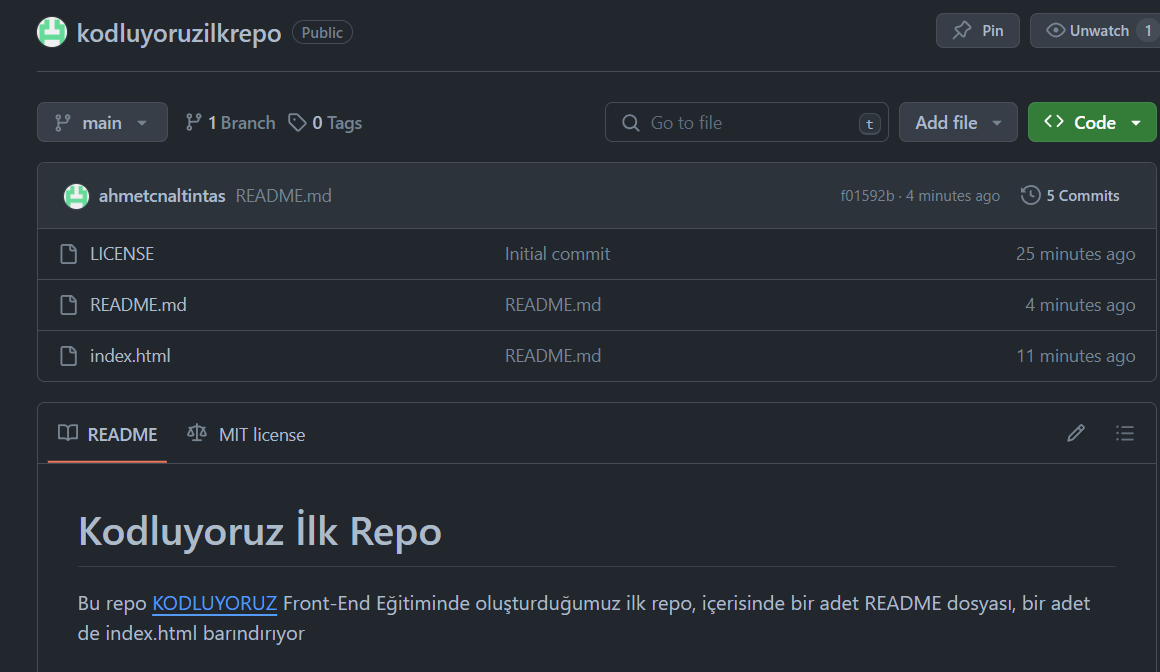 kodluyoruzilkrepo Public Pin Unwatch 1
main 1 Branch 0 Tags Go to file t Add file Code
ahmetcnaltintas README.md f01592b · 4 minutes ago 5 Commits
LICENSE Initial commit 25 minutes ago
README.md README.md 4 minutes ago
index.html README.md 11 minutes ago
README MIT license
Kodluyoruz İlk Repo
Bu repo KODLUYORUZ Front-End Eğitiminde oluşturduğumuz ilk repo, içerisinde bir adet README dosyası, bir adet
de index.html barındırıyor